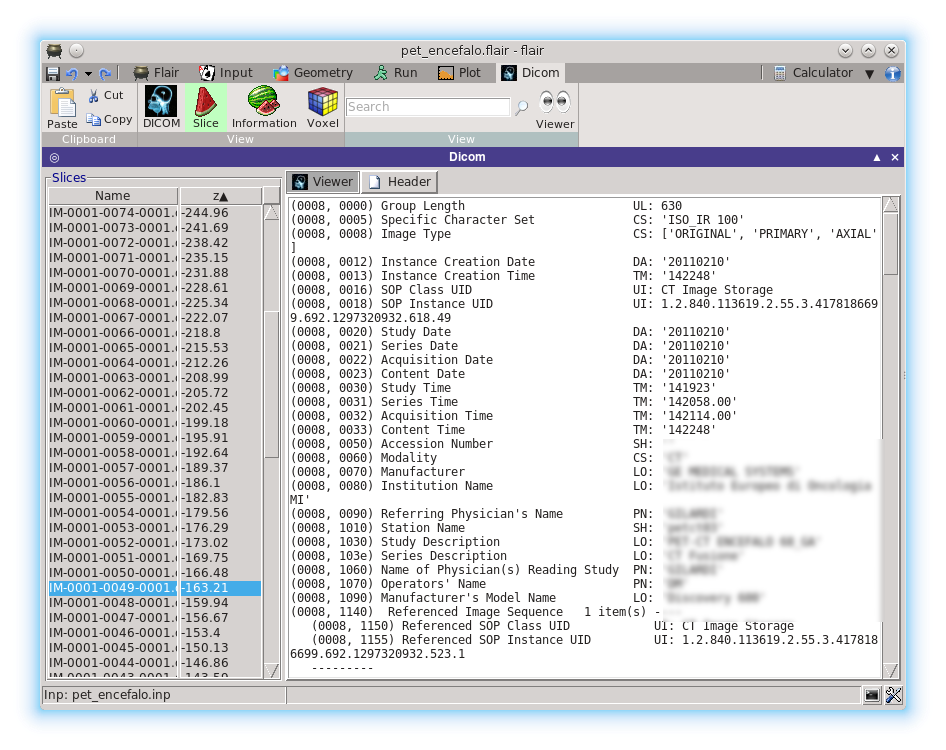 pet_encefalo.flair - flair
Flair Input Geometry Run Plot Dicom Calculator
Paste Cut Copy DICOM Slice Information Voxel Search Viewer
Clipboard View View
Dicom
Slices
Name z▲
IM-0001-0074-0001.c -244.96
IM-0001-0073-0001.c -241.69
IM-0001-0072-0001.c -238.42
IM-0001-0071-0001.c -235.15
IM-0001-0070-0001.c -231.88
IM-0001-0069-0001.c -228.61
IM-0001-0068-0001.c -225.34
IM-0001-0067-0001.c -222.07
IM-0001-0066-0001.c -218.8
IM-0001-0065-0001.c -215.53
IM-0001-0064-0001.c -212.26
IM-0001-0063-0001.c -208.99
IM-0001-0062-0001.c -205.72
IM-0001-0061-0001.c -202.45
IM-0001-0060-0001.c -199.18
IM-0001-0059-0001.c -195.91
IM-0001-0058-0001.c -192.64
IM-0001-0057-0001.c -189.37
IM-0001-0056-0001.c -186.1
IM-0001-0055-0001.c -182.83
IM-0001-0054-0001.c -179.56
IM-0001-0053-0001.c -176.29
IM-0001-0052-0001.c -173.02
IM-0001-0051-0001.c -169.75
IM-0001-0050-0001.c -166.48
IM-0001-0049-0001.c -163.21
IM-0001-0048-0001.c -159.94
IM-0001-0047-0001.c -156.67
IM-0001-0046-0001.c -153.4
IM-0001-0045-0001.c -150.13
IM-0001-0044-0001.c -146.86
IM-0001-0043-0001.c -143.59
Viewer Header
(0008, 0000) Group Length UL: 630
(0008, 0005) Specific Character Set CS: 'ISO_IR 100'
(0008, 0008) Image Type CS: ['ORIGINAL', 'PRIMARY', 'AXIAL'
]
(0008, 0012) Instance Creation Date DA: '20110210'
(0008, 0013) Instance Creation Time TM: '142248'
(0008, 0016) SOP Class UID UI: CT Image Storage
(0008, 0018) SOP Instance UID UI: 1.2.840.113619.2.55.3.417818669
9.692.1297320932.618.49
(0008, 0020) Study Date DA: '20110210'
(0008, 0021) Series Date DA: '20110210'
(0008, 0022) Acquisition Date DA: '20110210'
(0008, 0023) Content Date DA: '20110210'
(0008, 0030) Study Time TM: '141923'
(0008, 0031) Series Time TM: '142058.00'
(0008, 0032) Acquisition Time TM: '142114.00'
(0008, 0033) Content Time TM: '142248'
(0008, 0050) Accession Number SH:
(0008, 0060) Modality CS:
(0008, 0070) Manufacturer LO:
(0008, 0080) Institution Name LO:
MI'
(0008, 0090) Referring Physician's Name PN:
(0008, 1010) Station Name SH:
(0008, 1030) Study Description LO:
(0008, 103e) Series Description LO:
(0008, 1060) Name of Physician(s) Reading Study PN:
(0008, 1070) Operators' Name PN:
(0008, 1090) Manufacturer's Model Name LO:
(0008, 1140) Referenced Image Sequence 1 item(s) -
(0008, 1150) Referenced SOP Class UID UI: CT Image Storage
(0008, 1155) Referenced SOP Instance UID UI: 1.2.840.113619.2.55.3.417818
6699.692.1297320932.523.1
---------
Inp: pet_encefalo.inp